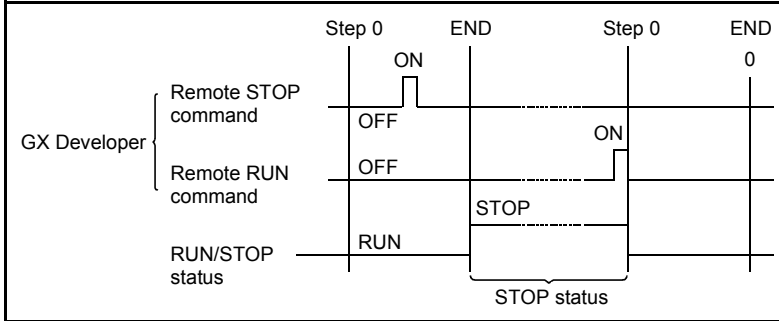 Step 0 END Step 0 END
ON 0
Remote STOP
command
OFF
GX Developer
ON
Remote RUN
command
OFF
STOP
RUN/STOP
status
RUN
STOP status